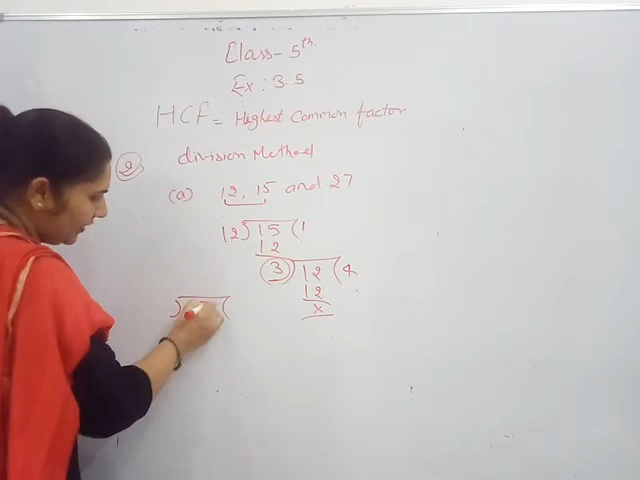 Class - 5th
Ex : 3.5
HCF = Highest Common factor
2 division Method
(a) 12, 15 and 27
12) 15 (1
12
3) 12 (4
12
x